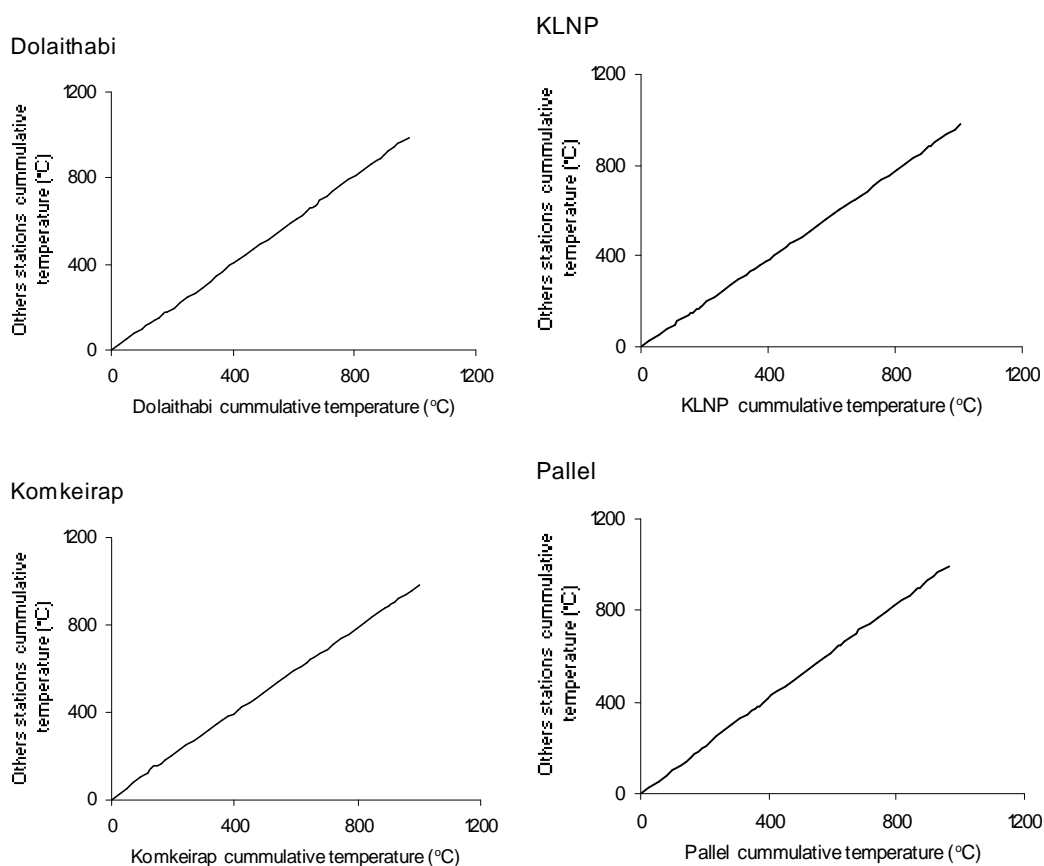 Dolaithabi
1200
800
400
0
0 400 800 1200
Others stations cummulative
temperature (°C)
Dolaithabi cummulative temperature (°C)
KLNP
1200
800
400
0
0 400 800 1200
Others stations cummulative
temperature (°C)
KLNP cummulative temperature (°C)
Komkeirap
1200
800
400
0
0 400 800 1200
Others stations cummulative
temperature (°C)
Komkeirap cummulative temperature (°C)
Pallel
1200
800
400
0
0 400 800 1200
Others stations cummulative
temperature (°C)
Pallel cummulative temperature (°C)